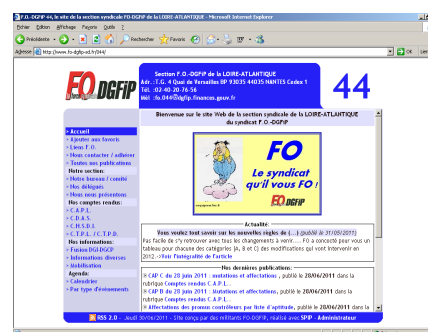 F.O.-DGFiP 44, le site de la section syndicale FO-DGFiP de la LOIRE-ATLANTIQUE - Microsoft Internet Explorer
Fichier Edition Affichage Favoris Outils ?
Précédente Rechercher Favoris
Adresse http://www.fo-dgfip-sd.fr/044/ OK
Section F.O.-DGFiP de la LOIRE-ATLANTIQUE
Adr. : T.G. 4 Quai de Versailles BP 93035 44035 NANTES Cedex 1
Tél. : 02-40-20-76-56
Mél : fo.044@dgfip.finances.gouv.fr
FO DGFiP
44
Bienvenue sur le site Web de la section syndicale de la LOIRE-ATLANTIQUE
du syndicat F.O.-DGFiP
Accueil
Ajouter aux favoris
Liens F.O.
Nous contacter / adhérer
Toutes nos publications
Notre section:
Notre bureau / comité
Nos délégués
Nous nous présentons
Nos comptes rendus:
C.A.P.L.
C.D.A.S.
C.H.S.D.I.
C.T.P.L. / C.T.P.D.
Nos informations:
Fusion DGI-DGCP
Informations diverses
Mobilisation
Agenda:
Calendrier
Par type d'événements
FO
Le syndicat
qu'il vous FO !
FO DGFiP
Actualité:
Vous voulez tout savoir sur les nouvelles règles de (...) (publié le 31/05/2011)
Pas facile de s'y retrouver avec tous les changements à venir.... FO a concocté pour vous un
tableau pour chacune des catégories (A, B et C) des modifications qui vont intervenir en
2012.->Voir l'intégralité de l'article
Nos dernières publications:
CAP C du 28 juin 2011 : mutations et affectations , publié le 28/06/2011 dans la
rubrique Comptes rendus C.A.P.L..
CAP B du 20 juin 2011 : Mutations et affectations, publié le 28/06/2011 dans la
rubrique Comptes rendus C.A.P.L..
Affectations des promus contrôleurs par liste d'aptitude, publié le 20/06/2011 dans
RSS 2.0 - Jeudi 30/06/2011 - Site conçu par des militants FO-DGFiP, réalisé avec SPIP - Administrateur